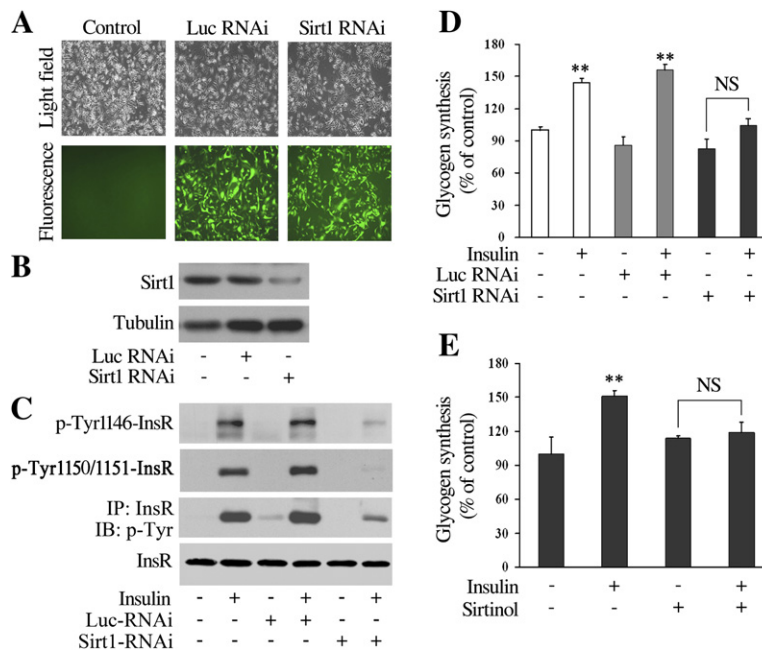 A
Control Luc RNAi Sirt1 RNAi
Light field
Fluorescence
B
Sirt1
Tubulin
Luc RNAi - + -
Sirt1 RNAi - - +
C
p-Tyr1146-InsR
p-Tyr1150/1151-InsR
IP: InsR
IB: p-Tyr
InsR
Insulin - + - + - +
Luc-RNAi - - + + - -
Sirt1-RNAi - - - - + +
D
Glycogen synthesis
(% of control)
180
150
120
90
60
30
0
** ** NS
Insulin - + - + - +
Luc RNAi - - + + - -
Sirt1 RNAi - - - - + +
E
Glycogen synthesis
(% of control)
180
150
120
90
60
30
0
** NS
Insulin - + - +
Sirtinol - - + +